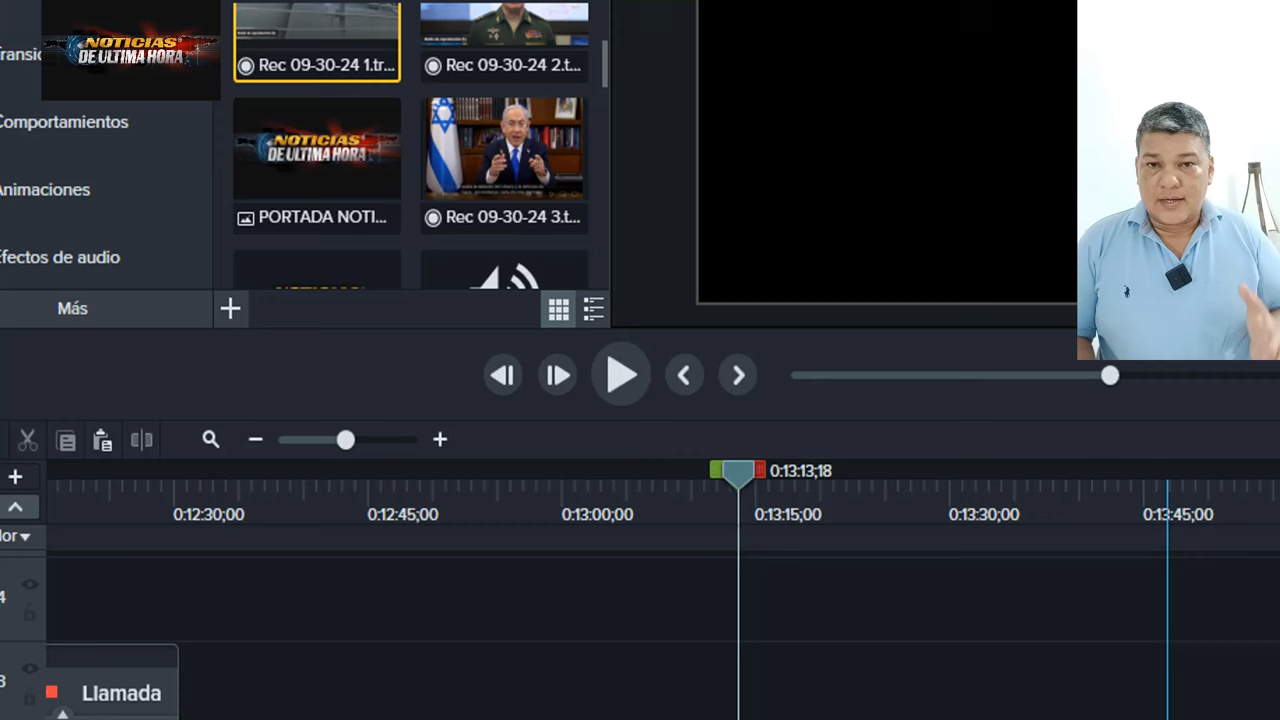 NOTICIAS
DE ULTIMA HORA
Transici
Comportamientos
Animaciones
Efectos de audio
Más
Rec 09-30-24 1.tr...
Rec 09-30-24 2.t...
NOTICIAS
DE ULTIMA HORA
PORTADA NOTI...
Rec 09-30-24 3.t...
0:13:13;18
0:12:30;00
0:12:45;00
0:13:00;00
0:13:15;00
0:13:30;00
0:13:45;00
dor
4
3
Llamada